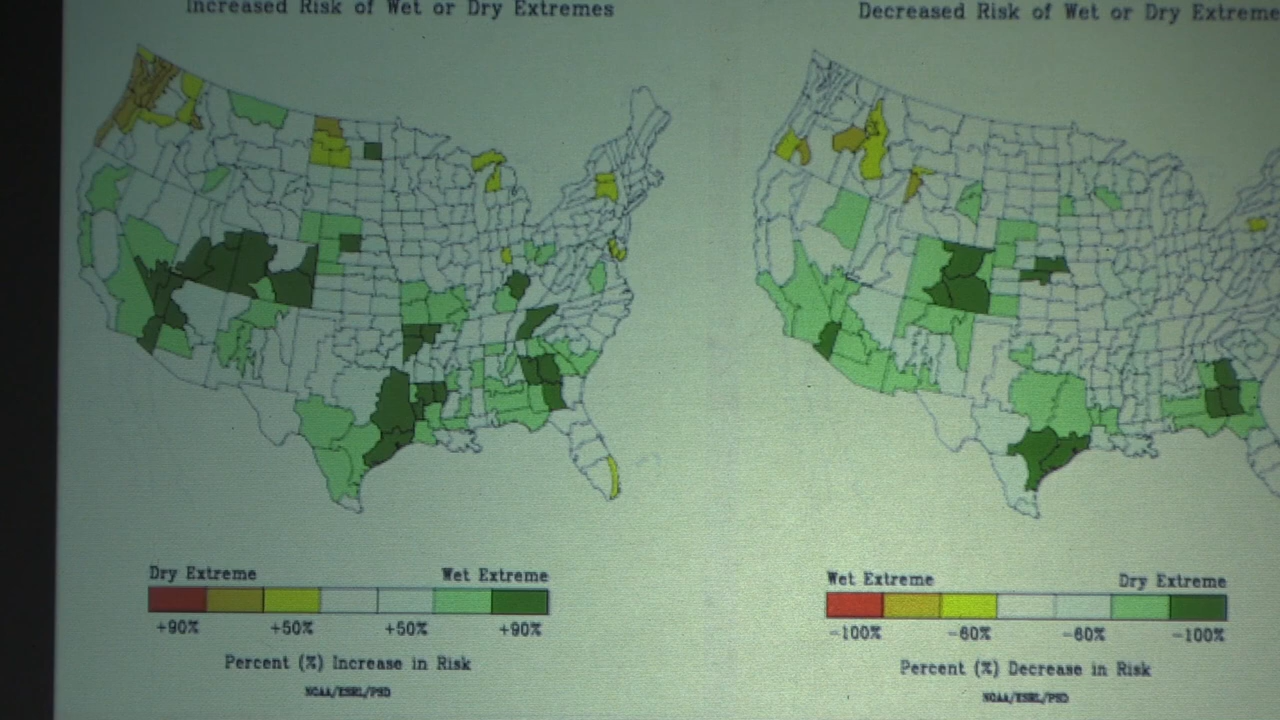 Increased Risk of Wet or Dry Extremes
Dry Extreme Wet Extreme
+90% +50% +50% +90%
Percent (%) Increase in Risk
NOAA/ESRL/PSD
Decreased Risk of Wet or Dry Extreme
Wet Extreme Dry Extreme
-100% -60% -60% -100%
Percent (%) Decrease in Risk
NOAA/ESRL/PSD